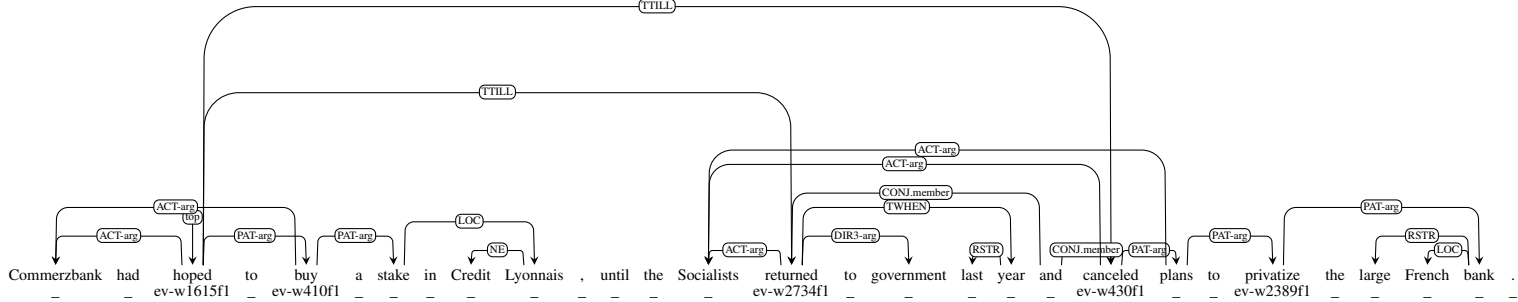 TTILL
TTILL
ACT-arg
ACT-arg
CONJ.member
ACT-arg TWHEN PAT-arg
top
LOC
ACT-arg PAT-arg PAT-arg DIR3-arg PAT-arg RSTR
NE ACT-arg RSTR CONJ.member PAT-arg LOC
Commerzbank had hoped to buy a stake in Credit Lyonnais , until the Socialists returned to government last year and canceled plans to privatize the large French bank .
_ _ ev-w1615f1 _ ev-w410f1 _ _ _ _ _ _ _ _ _ ev-w2734f1 _ _ _ _ _ ev-w430f1 _ _ ev-w2389f1 _ _ _ _ _